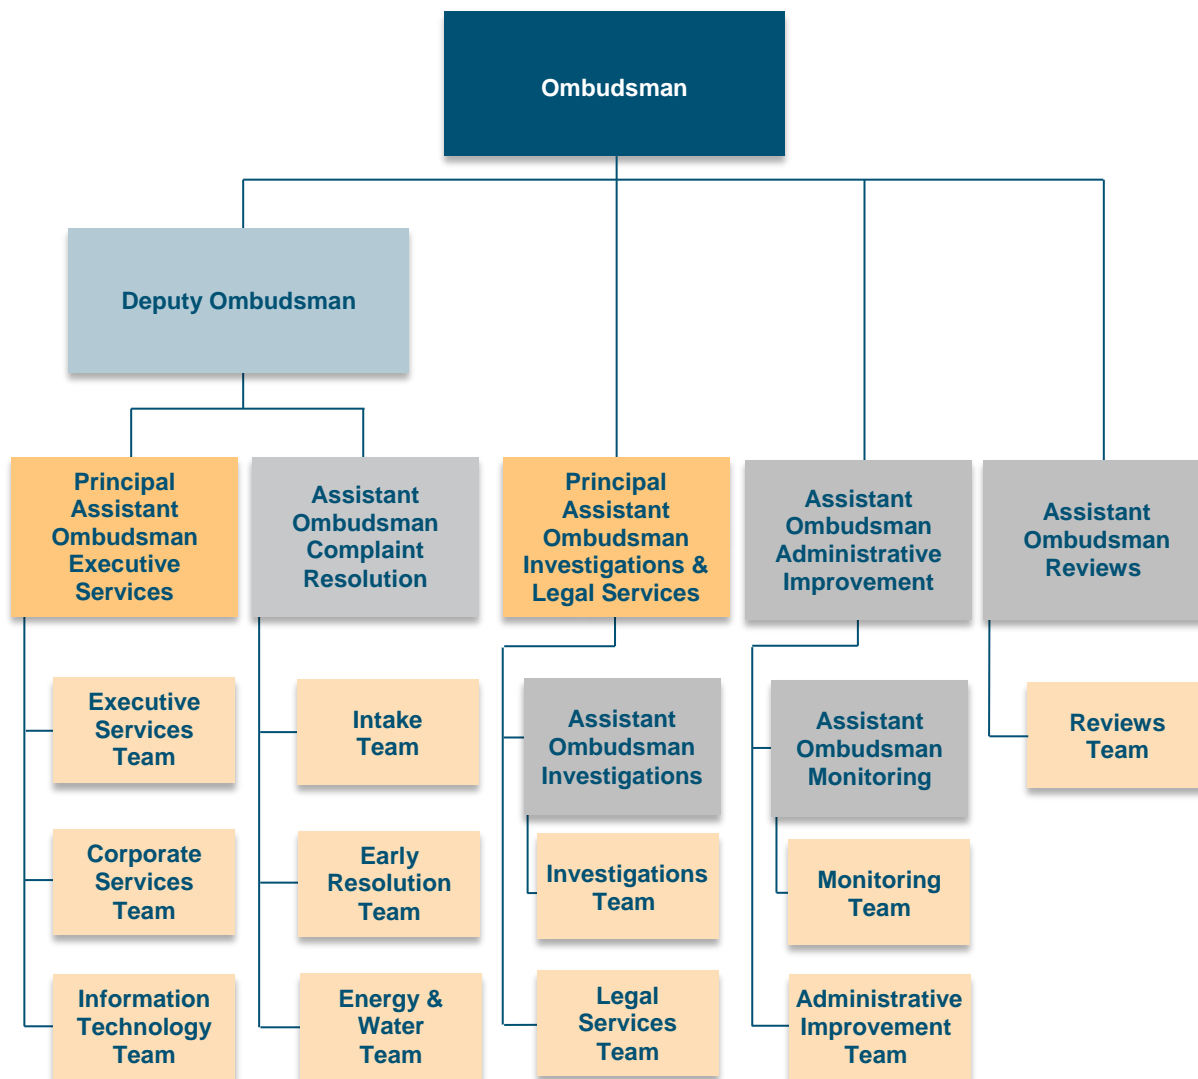 Ombudsman
Deputy Ombudsman
Principal
Assistant
Ombudsman
Executive
Services
Assistant
Ombudsman
Complaint
Resolution
Principal
Assistant
Ombudsman
Investigations &
Legal Services
Assistant
Ombudsman
Administrative
Improvement
Assistant
Ombudsman
Reviews
Executive
Services
Team
Intake
Team
Assistant
Ombudsman
Investigations
Assistant
Ombudsman
Monitoring
Reviews
Team
Corporate
Services
Team
Early
Resolution
Team
Investigations
Team
Monitoring
Team
Information
Technology
Team
Energy &
Water
Team
Legal
Services
Team
Administrative
Improvement
Team